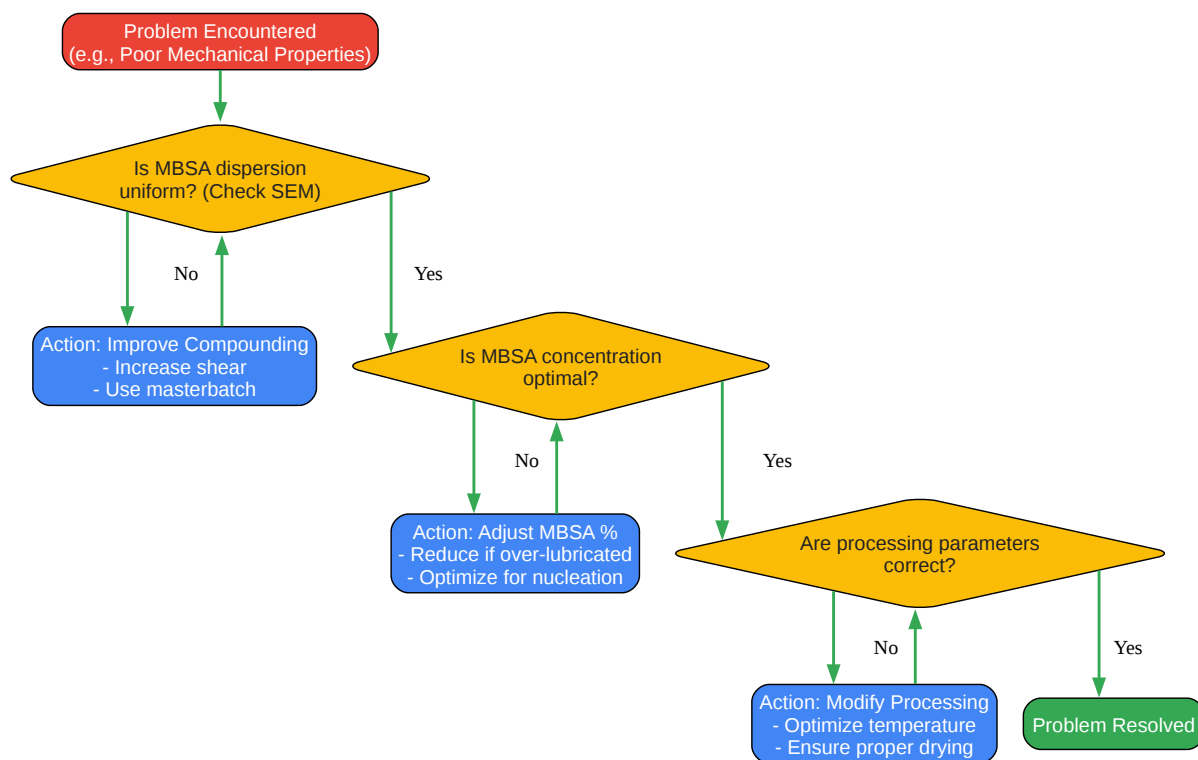 Problem Encountered
(e.g., Poor Mechanical Properties)
Is MBSA dispersion
uniform? (Check SEM)
No
Yes
Action: Improve Compounding
- Increase shear
- Use masterbatch
Is MBSA concentration
optimal?
No
Yes
Action: Adjust MBSA %
- Reduce if over-lubricated
- Optimize for nucleation
Are processing parameters
correct?
No
Yes
Action: Modify Processing
- Optimize temperature
- Ensure proper drying
Problem Resolved